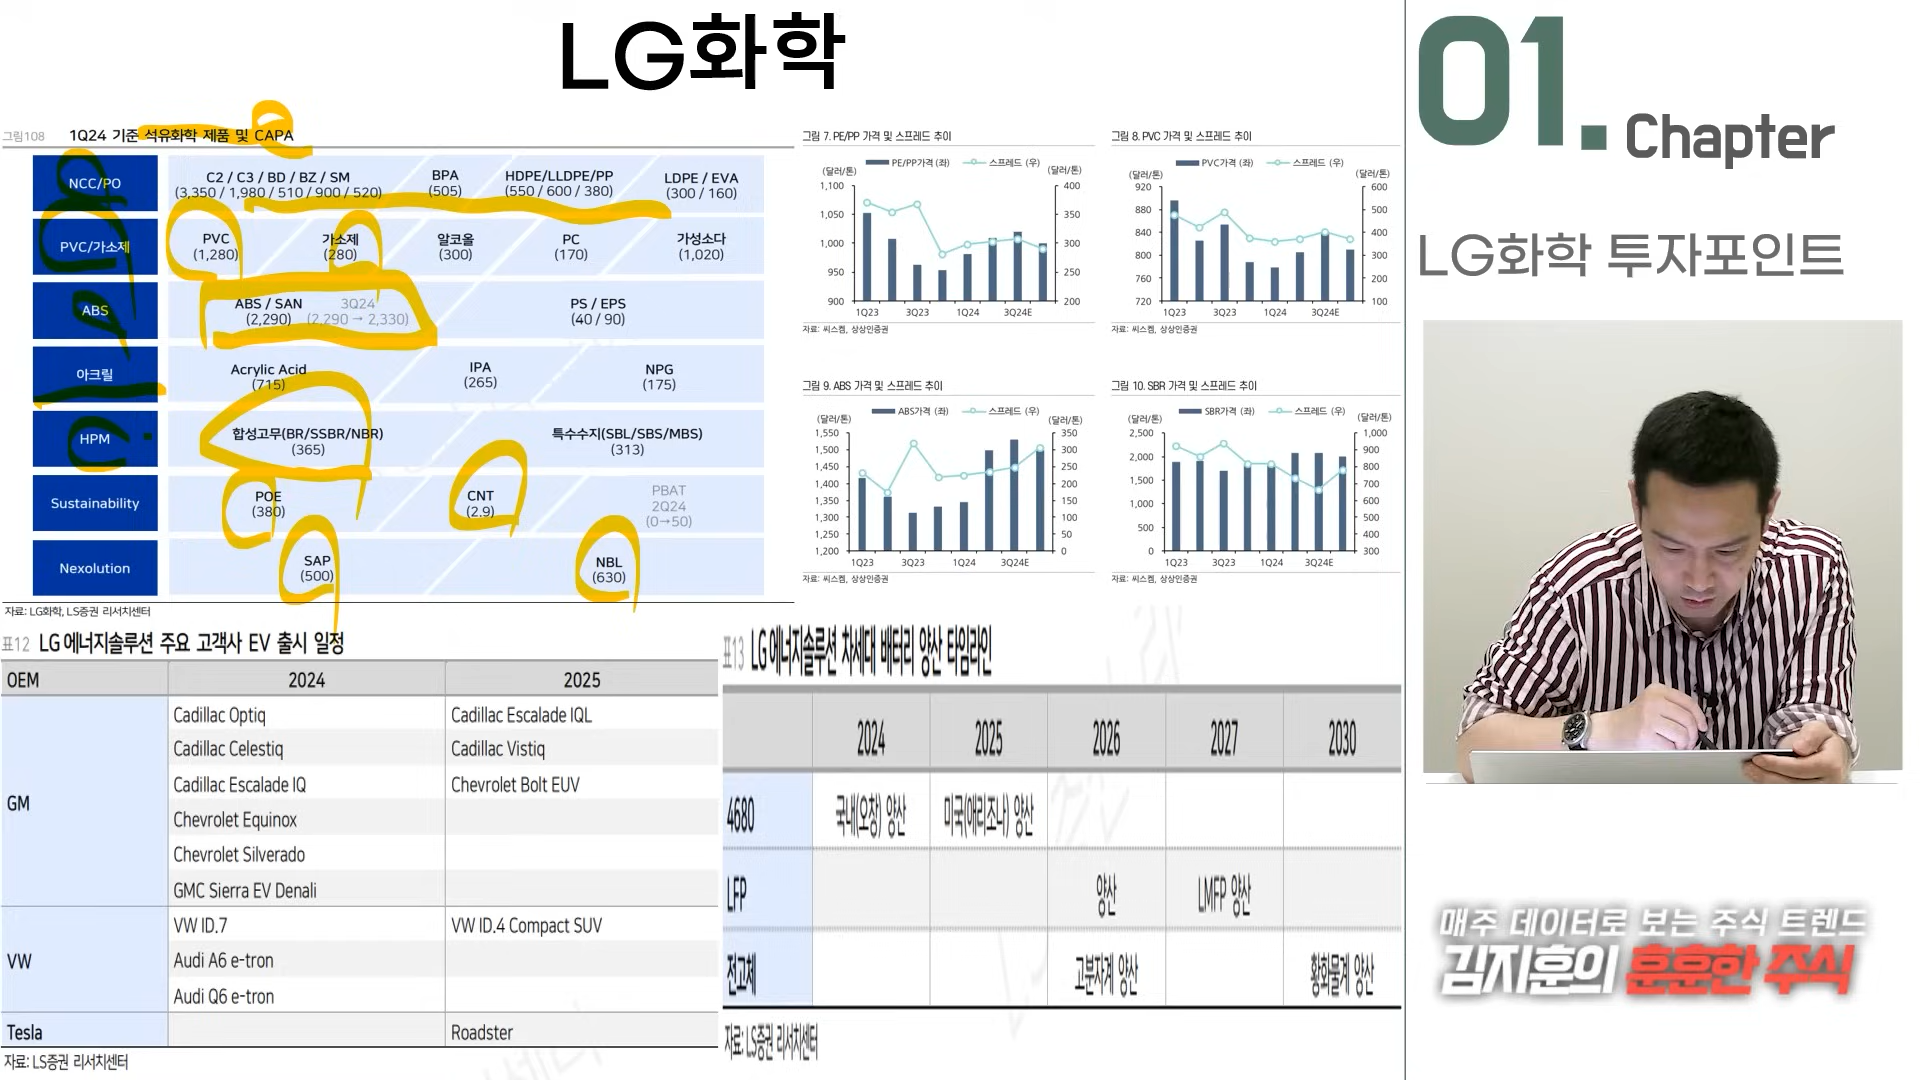 LG화학
그림108 1Q24 기준 석유화학 제품 및 CAPA
NCC/PO
C2 / C3 / BD / BZ / SM
(3,350 / 1,980 / 510 / 900 / 520)
BPA
(505)
HDPE/LLDPE/PP
(550 / 600 / 380)
LDPE / EVA
(300 / 160)
PVC/가소제
PVC
(1,280)
가소제
(280)
알코올
(300)
PC
(170)
가성소다
(1,020)
ABS
ABS / SAN
(2,290)
3Q24
(2,290 → 2,330)
PS / EPS
(40 / 90)
아크릴
Acrylic Acid
(715)
IPA
(265)
NPG
(175)
HPM
합성고무(BR/SSBR/NBR)
(365)
특수수지(SBL/SBS/MBS)
(313)
Sustainability
POE
(380)
CNT
(2.9)
PBAT
2Q24
(0→50)
Nexolution
SAP
(500)
NBL
(630)
자료: LG화학, LS증권 리서치센터
그림 7. PE/PP 가격 및 스프레드 추이
(달러/톤) PE/PP가격 (좌) 스프레드 (우) (달러/톤)
1,100 400
1,050 350
1,000 300
950 250
900 200
1Q23 3Q23 1Q24 3Q24E
자료: 씨스켐, 상상인증권
그림 8. PVC 가격 및 스프레드 추이
(달러/톤) PVC가격 (좌) 스프레드 (우) (달러/톤)
920 600
880 500
840 400
800 300
760 200
720 100
1Q23 3Q23 1Q24 3Q24E
자료: 씨스켐, 상상인증권
그림 9. ABS 가격 및 스프레드 추이
(달러/톤) ABS가격 (좌) 스프레드 (우) (달러/톤)
1,550 350
1,500 300
1,450 250
1,400 200
1,350 150
1,300 100
1,250 50
1,200 0
1Q23 3Q23 1Q24 3Q24E
자료: 씨스켐, 상상인증권
그림 10. SBR 가격 및 스프레드 추이
(달러/톤) SBR가격 (좌) 스프레드 (우) (달러/톤)
2,500 1,000
900
2,000 800
1,500 700
1,000 600
500 500
400
0 300
1Q23 3Q23 1Q24 3Q24E
자료: 씨스켐, 상상인증권
표12 LG에너지솔루션 주요 고객사 EV 출시 일정
OEM 2024 2025
GM
Cadillac Optiq Cadillac Escalade IQL
Cadillac Celestiq Cadillac Vistiq
Cadillac Escalade IQ Chevrolet Bolt EUV
Chevrolet Equinox
Chevrolet Silverado
GMC Sierra EV Denali
VW
VW ID.7 VW ID.4 Compact SUV
Audi A6 e-tron
Audi Q6 e-tron
Tesla Roadster
자료: LS증권 리서치센터
표13 LG에너지솔루션 차세대 배터리 양산 타임라인
2024 2025 2026 2027 2030
4680 국내(오창) 양산 미국(애리조나) 양산
LFP 양산 LMFP 양산
전고체 고분자계 양산 황화물계 양산
자료: LS증권 리서치센터
01. Chapter
LG화학 투자포인트
매주 데이터로 보는 주식 트렌드
김지훈의 훈훈한 주식